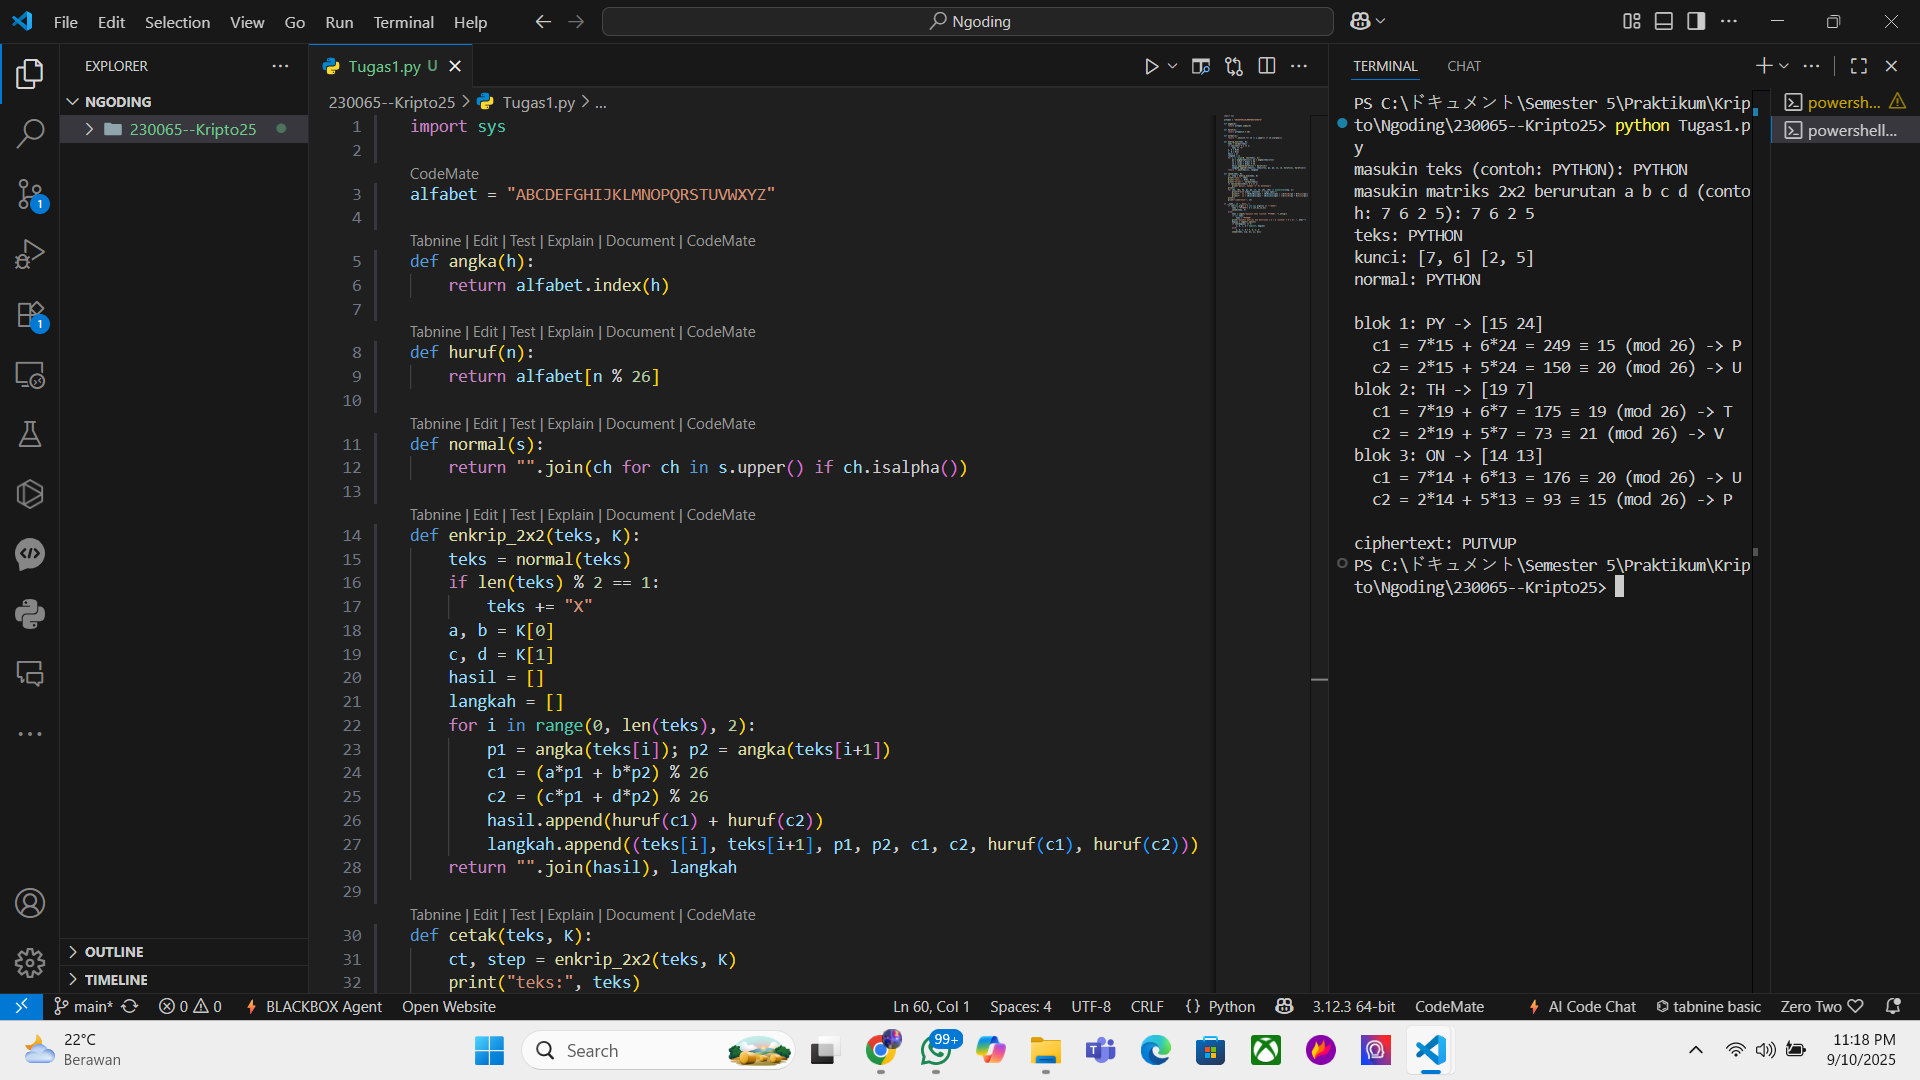 File Edit Selection View Go Run Terminal Help
Ngoding
EXPLORER
NGODING
230065--Kripto25
OUTLINE
TIMELINE
1
1
Tugas1.py U
230065--Kripto25 > Tugas1.py > ...
1 import sys
2
CodeMate
3 alfabet = "ABCDEFGHIJKLMNOPQRSTUVWXYZ"
4
Tabnine | Edit | Test | Explain | Document | CodeMate
5 def angka(h):
6 return alfabet.index(h)
7
Tabnine | Edit | Test | Explain | Document | CodeMate
8 def huruf(n):
9 return alfabet[n % 26]
10
Tabnine | Edit | Test | Explain | Document | CodeMate
11 def normal(s):
12 return "".join(ch for ch in s.upper() if ch.isalpha())
13
Tabnine | Edit | Test | Explain | Document | CodeMate
14 def enkrip_2x2(teks, K):
15 teks = normal(teks)
16 if len(teks) % 2 == 1:
17 teks += "X"
18 a, b = K[0]
19 c, d = K[1]
20 hasil = []
21 langkah = []
22 for i in range(0, len(teks), 2):
23 p1 = angka(teks[i]); p2 = angka(teks[i+1])
24 c1 = (a*p1 + b*p2) % 26
25 c2 = (c*p1 + d*p2) % 26
26 hasil.append(huruf(c1) + huruf(c2))
27 langkah.append((teks[i], teks[i+1], p1, p2, c1, c2, huruf(c1), huruf(c2)))
28 return "".join(hasil), langkah
29
Tabnine | Edit | Test | Explain | Document | CodeMate
30 def cetak(teks, K):
31 ct, step = enkrip_2x2(teks, K)
32 print("teks:", teks)
TERMINAL CHAT
PS C:\ドキュメント\Semester 5\Praktikum\Krip
to\Ngoding\230065--Kripto25> python Tugas1.p
y
masukin teks (contoh: PYTHON): PYTHON
masukin matriks 2x2 berurutan a b c d (conto
h: 7 6 2 5): 7 6 2 5
teks: PYTHON
kunci: [7, 6] [2, 5]
normal: PYTHON
blok 1: PY -> [15 24]
c1 = 7*15 + 6*24 = 249 ≡ 15 (mod 26) -> P
c2 = 2*15 + 5*24 = 150 ≡ 20 (mod 26) -> U
blok 2: TH -> [19 7]
c1 = 7*19 + 6*7 = 175 ≡ 19 (mod 26) -> T
c2 = 2*19 + 5*7 = 73 ≡ 21 (mod 26) -> V
blok 3: ON -> [14 13]
c1 = 7*14 + 6*13 = 176 ≡ 20 (mod 26) -> U
c2 = 2*14 + 5*13 = 93 ≡ 15 (mod 26) -> P
ciphertext: PUTVUP
PS C:\ドキュメント\Semester 5\Praktikum\Krip
to\Ngoding\230065--Kripto25>
powersh...
powershell...
main* 0 0 BLACKBOX Agent Open Website Ln 60, Col 1 Spaces: 4 UTF-8 CRLF {} Python 3.12.3 64-bit CodeMate AI Code Chat tabnine basic Zero Two
22°C
Berawan
Search
99+
11:18 PM
9/10/2025